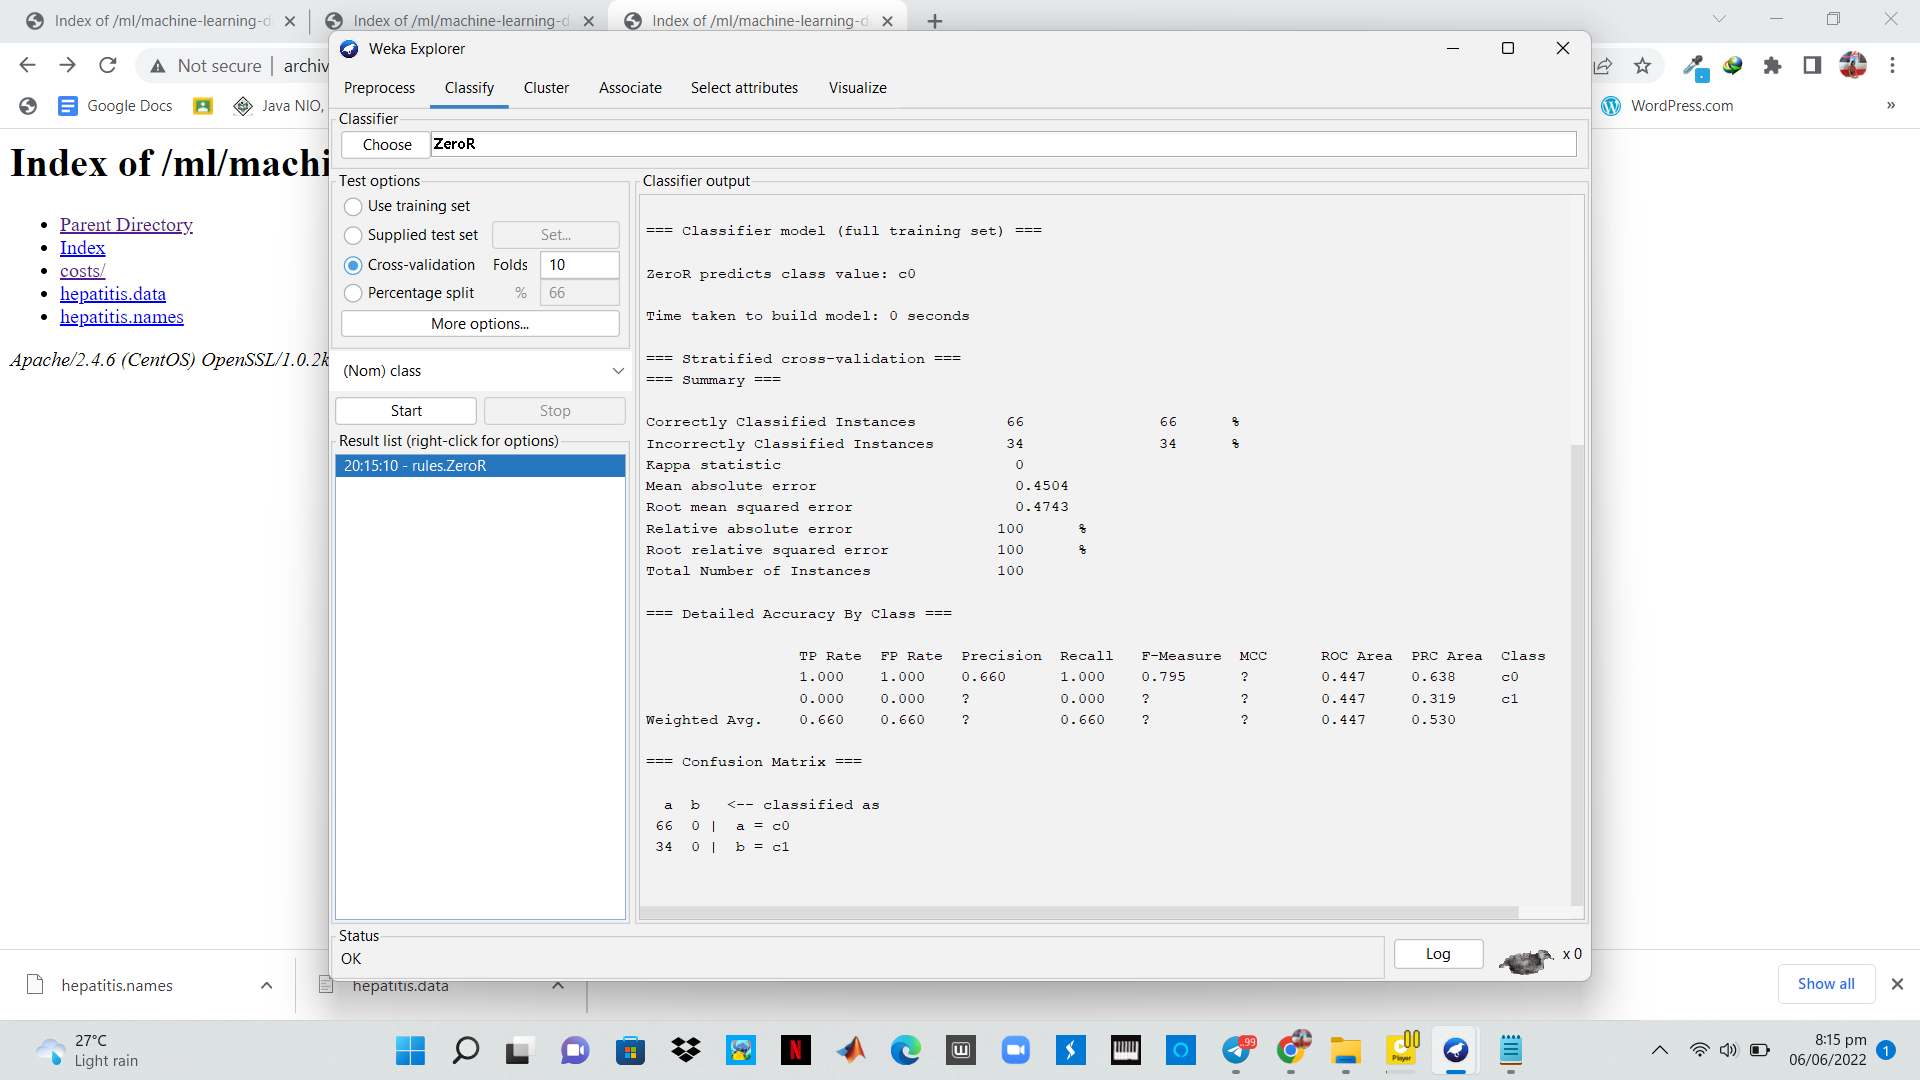 Index of /ml/machine-learning-d
Index of /ml/machine-learning-d
Index of /ml/machine-learning-d
Not secure
archiv
Google Docs
Java NIO,
WordPress.com
»
Index of /ml/machi
Parent Directory
Index
costs/
hepatitis.data
hepatitis.names
Apache/2.4.6 (CentOS) OpenSSL/1.0.2k
Weka Explorer
Preprocess Classify Cluster Associate Select attributes Visualize
Classifier
Choose ZeroR
Test options
Use training set
Supplied test set Set...
Cross-validation Folds 10
Percentage split % 66
More options...
(Nom) class
Start Stop
Result list (right-click for options)
20:15:10 - rules.ZeroR
Classifier output
=== Classifier model (full training set) ===
ZeroR predicts class value: c0
Time taken to build model: 0 seconds
=== Stratified cross-validation ===
=== Summary ===
Correctly Classified Instances 66 66 %
Incorrectly Classified Instances 34 34 %
Kappa statistic 0
Mean absolute error 0.4504
Root mean squared error 0.4743
Relative absolute error 100 %
Root relative squared error 100 %
Total Number of Instances 100
=== Detailed Accuracy By Class ===
TP Rate FP Rate Precision Recall F-Measure MCC ROC Area PRC Area Class
1.000 1.000 0.660 1.000 0.795 ? 0.447 0.638 c0
0.000 0.000 ? 0.000 ? ? 0.447 0.319 c1
Weighted Avg. 0.660 0.660 ? 0.660 ? ? 0.447 0.530
=== Confusion Matrix ===
a b <-- classified as
66 0 | a = c0
34 0 | b = c1
Status
OK
Log
x 0
hepatitis.names
hepatitis.data
Show all
27°C
Light rain
99
Player
8:15 pm
06/06/2022
1